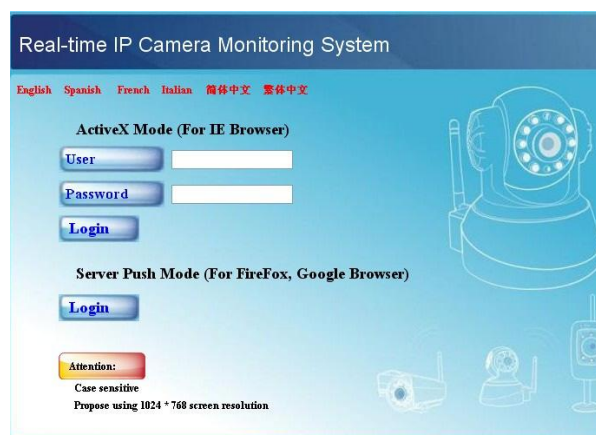 Real-time IP Camera Monitoring System
English Spanish French Italian 简体中文 繁体中文
ActiveX Mode (For IE Browser)
User
Password
Login
Server Push Mode (For FireFox, Google Browser)
Login
Attention:
Case sensitive
Propose using 1024 * 768 screen resolution